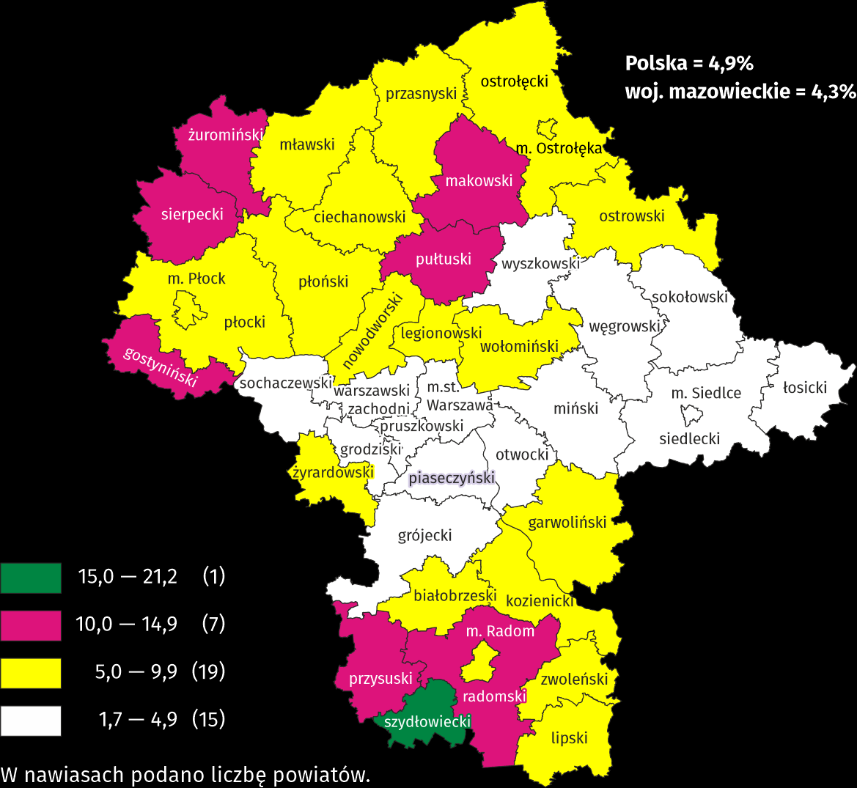 Polska = 4,9%
woj. mazowieckie = 4,3%
ostrołęcki
przasnyski
żuromiński
mławski
m. Ostrołęka
makowski
sierpecki
ciechanowski
ostrowski
pułtuski
wyszkowski
m. Płock
płoński
sokołowski
płocki
nowodworski
legionowski
węgrowski
wołomiński
gostyniński
sochaczewski
warszawski
zachodni
m.st.
Warszawa
m. Siedlce
łosicki
miński
pruszkowski
siedlecki
grodziski
otwocki
żyrardowski
piaseczyński
garwoliński
grójecki
białobrzeski
kozienicki
m. Radom
przysuski
zwoleński
radomski
szydłowiecki
lipski
15,0 — 21,2 (1)
10,0 — 14,9 (7)
5,0 — 9,9 (19)
1,7 — 4,9 (15)
W nawiasach podano liczbę powiatów.